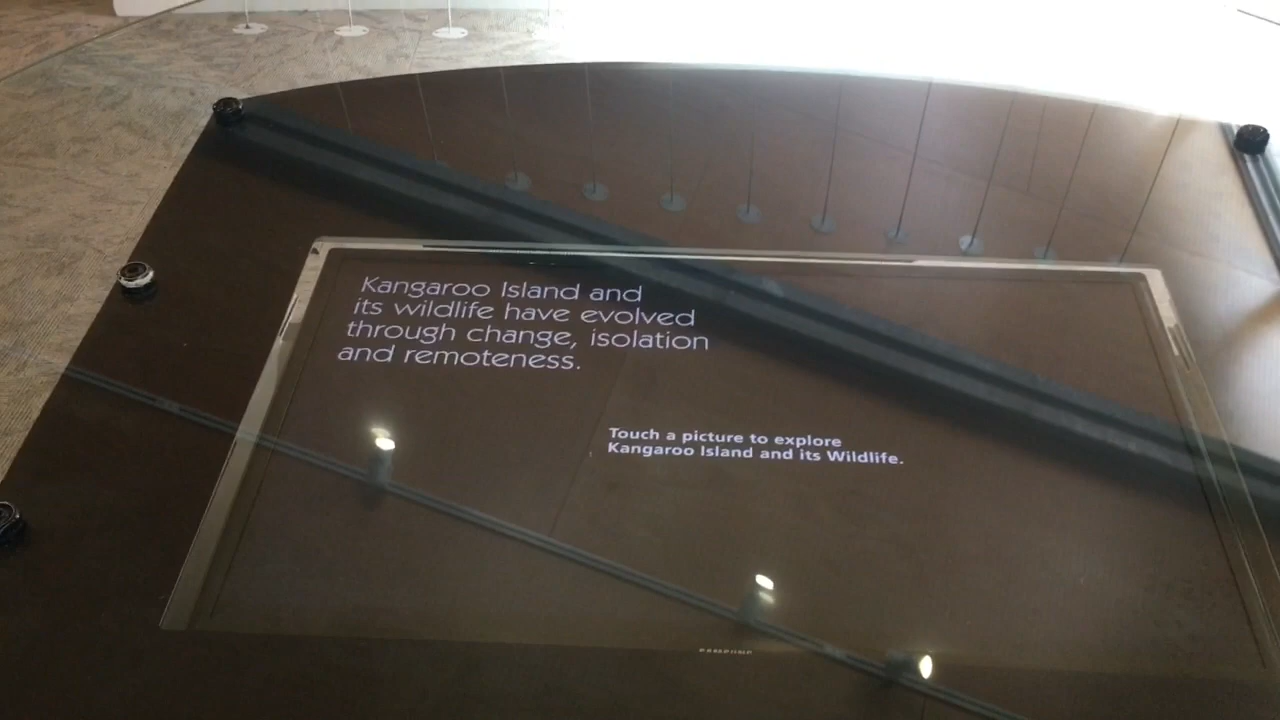 Kangaroo Island and
its wildlife have evolved
through change, isolation
and remoteness.
Touch a picture to explore
Kangaroo Island and its Wildlife.
SAMSUNG